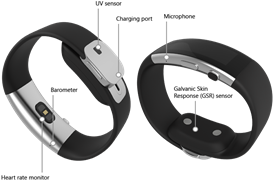 UV sensor
Charging port
Microphone
Barometer
Galvanic Skin
Response (GSR) sensor
Heart rate monitor